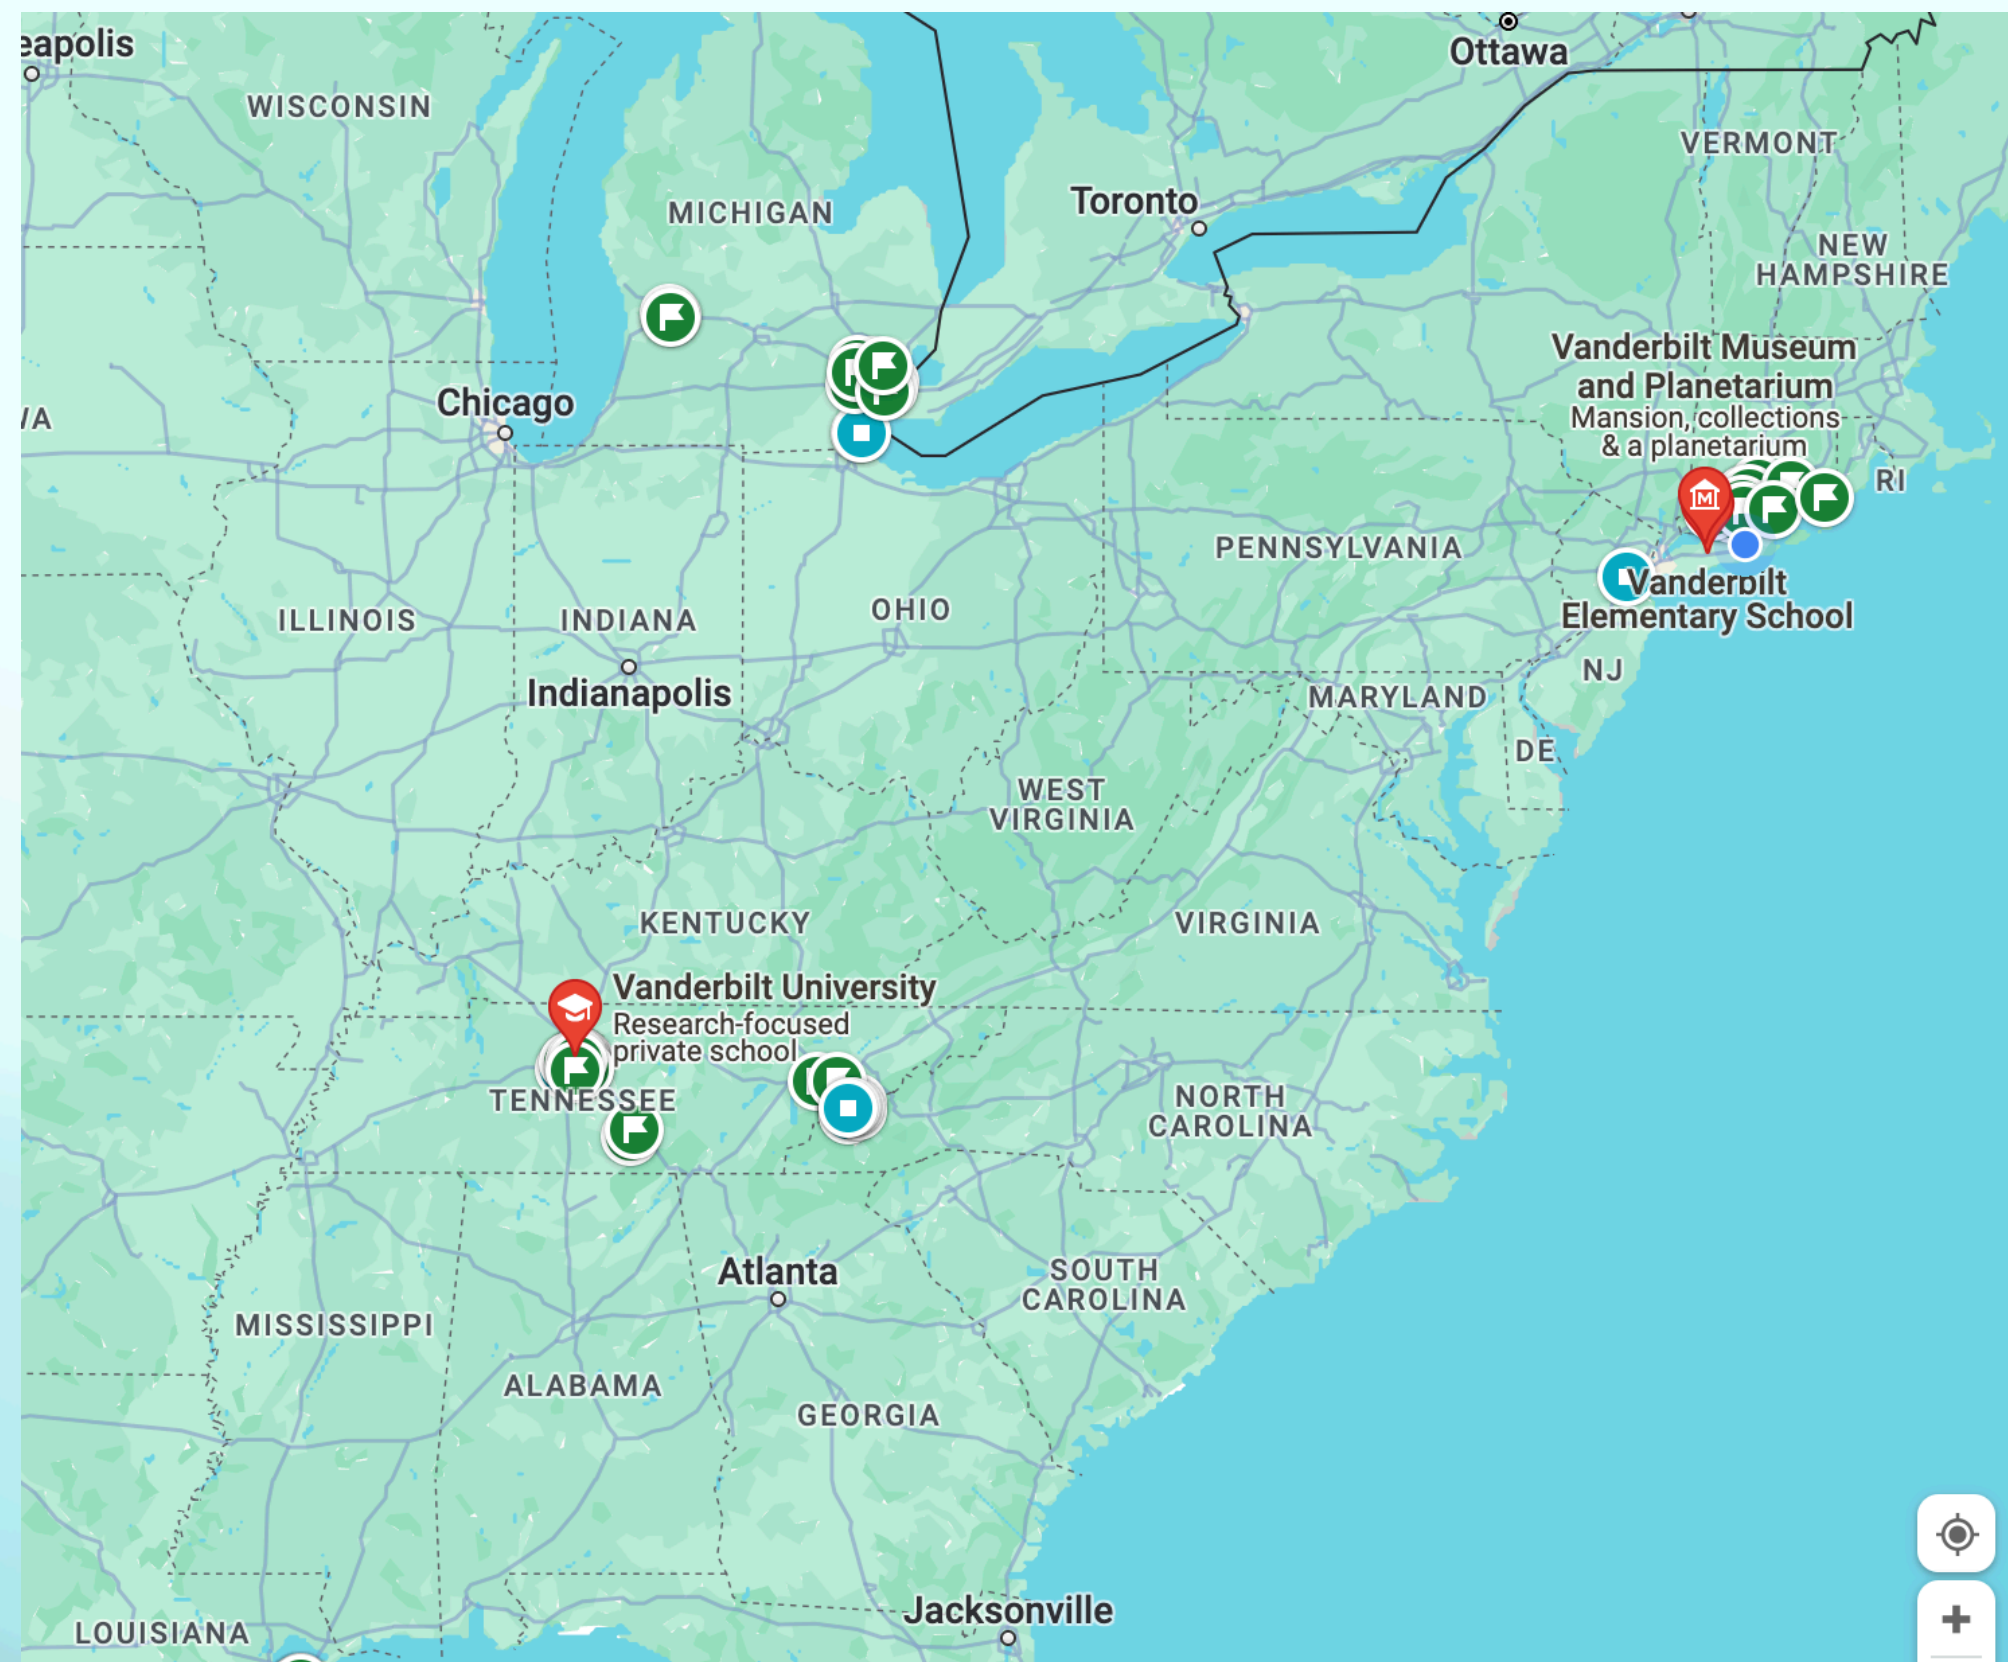 eapolis
Ottawa
WISCONSIN
VERMONT
MICHIGAN
Toronto
NEW
HAMPSHIRE
Vanderbilt Museum
and Planetarium
Mansion, collections
& a planetarium
Chicago
VA
RI
PENNSYLVANIA
Vanderbilt
Elementary School
ILLINOIS
INDIANA
OHIO
NJ
Indianapolis
MARYLAND
DE
WEST
VIRGINIA
KENTUCKY
VIRGINIA
Vanderbilt University
Research-focused
private school
TENNESSEE
NORTH
CAROLINA
Atlanta
SOUTH
CAROLINA
MISSISSIPPI
ALABAMA
GEORGIA
Jacksonville
LOUISIANA